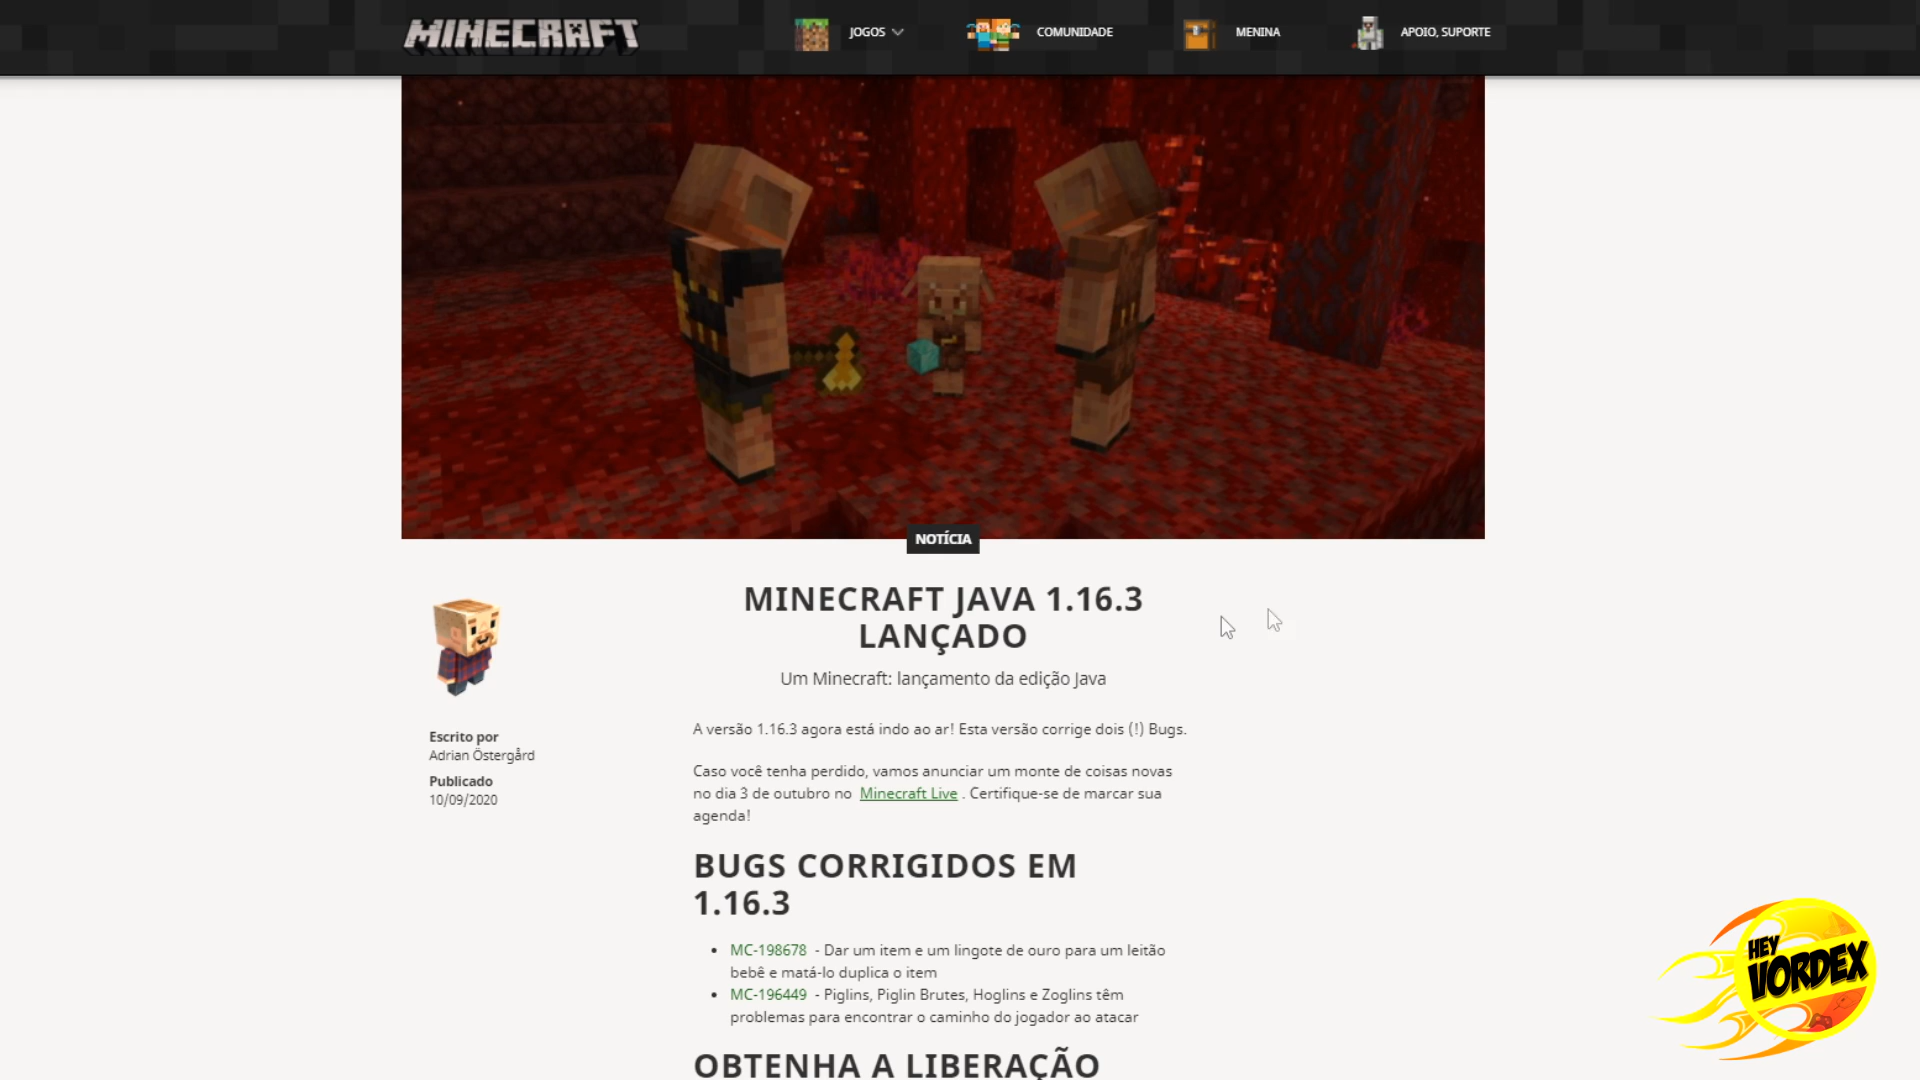 MINECRAFT
JOGOS
COMUNIDADE
MENINA
APOIO, SUPORTE
NOTÍCIA
MINECRAFT JAVA 1.16.3
LANÇADO
Um Minecraft: lançamento da edição Java
Escrito por
Adrian Östergård
Publicado
10/09/2020
A versão 1.16.3 agora está indo ao ar! Esta versão corrige dois (!) Bugs.
Caso você tenha perdido, vamos anunciar um monte de coisas novas
no dia 3 de outubro no Minecraft Live . Certifique-se de marcar sua
agenda!
BUGS CORRIGIDOS EM
1.16.3
MC-198678 - Dar um item e um lingote de ouro para um leitão
bebê e matá-lo duplica o item
MC-196449 - Piglins, Piglin Brutes, Hoglins e Zoglins têm
problemas para encontrar o caminho do jogador ao atacar
OBTENHA A LIBERAÇÃO
HEY
VORDEX